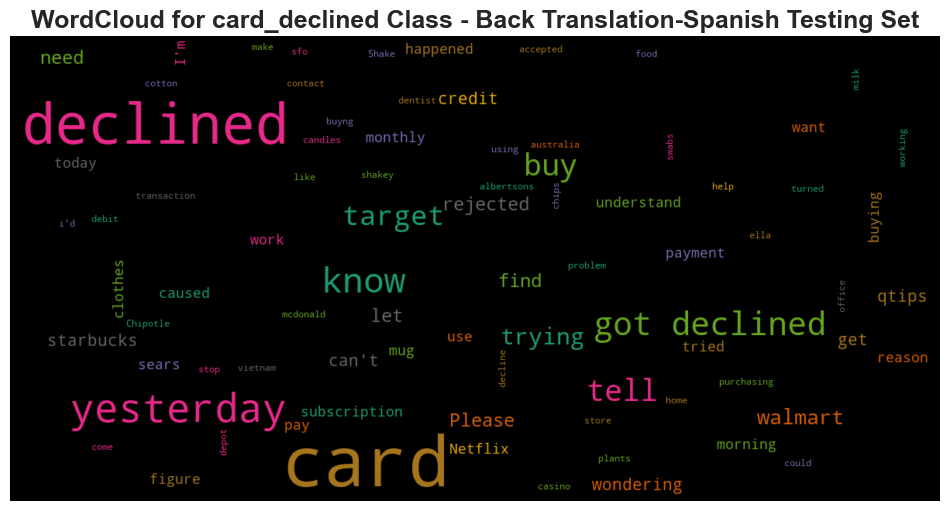 WordCloud for card_declined Class - Back Translation-Spanish Testing Set
make
I'm
sfo
Shake
happened
accepted
food
need
cotton
contact
milk
dentist
credit
declined
buyng
candles
monthly
want
using
australia
swabs
working
today
buy
like
shakey
transaction
albertsons
chips
help
turned
i'd
debit
target
rejected
understand
buying
work
ella
payment
problem
clothes
know
find
caused
office
qtips
Chipotle
mcdonald
let
got declined
starbucks
trying
use
tried
get
mug
can't
reason
sears
stop
vietnam
decline
purchasing
tell
home
yesterday
subscription
pay
Please
store
walmart
come
depot
Netflix
morning
card
plants
could
figure
casino
wondering